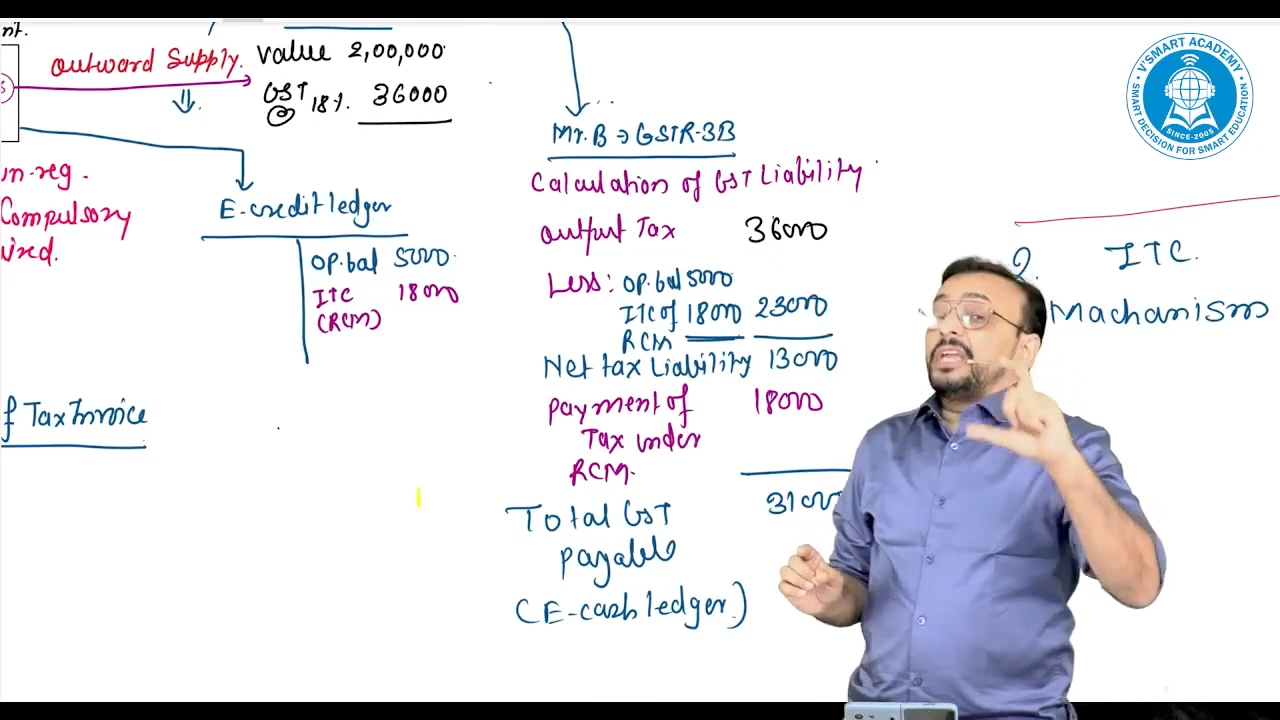 nt.
outward Supply.
value 2,00,000
GST 18%. 36000
un-reg.
Compulsory
uired.
E-credit ledger
op.bal 5000
ITC 18000
(RCM)
f Tax Invoice
Mr.B → GSTR-3B
Calculation of GST Liability
output Tax 36000
Less: op.bal 5000
ITC of 18000 23000
RCM
Net tax Liability 13000
Payment of 18000
Tax under
RCM.
Total GST 31000
payable
(E-cash ledger)
2. ITC
Machanism
V'SMART ACADEMY
SINCE-2005
SMART DECISION FOR SMART EDUCATION